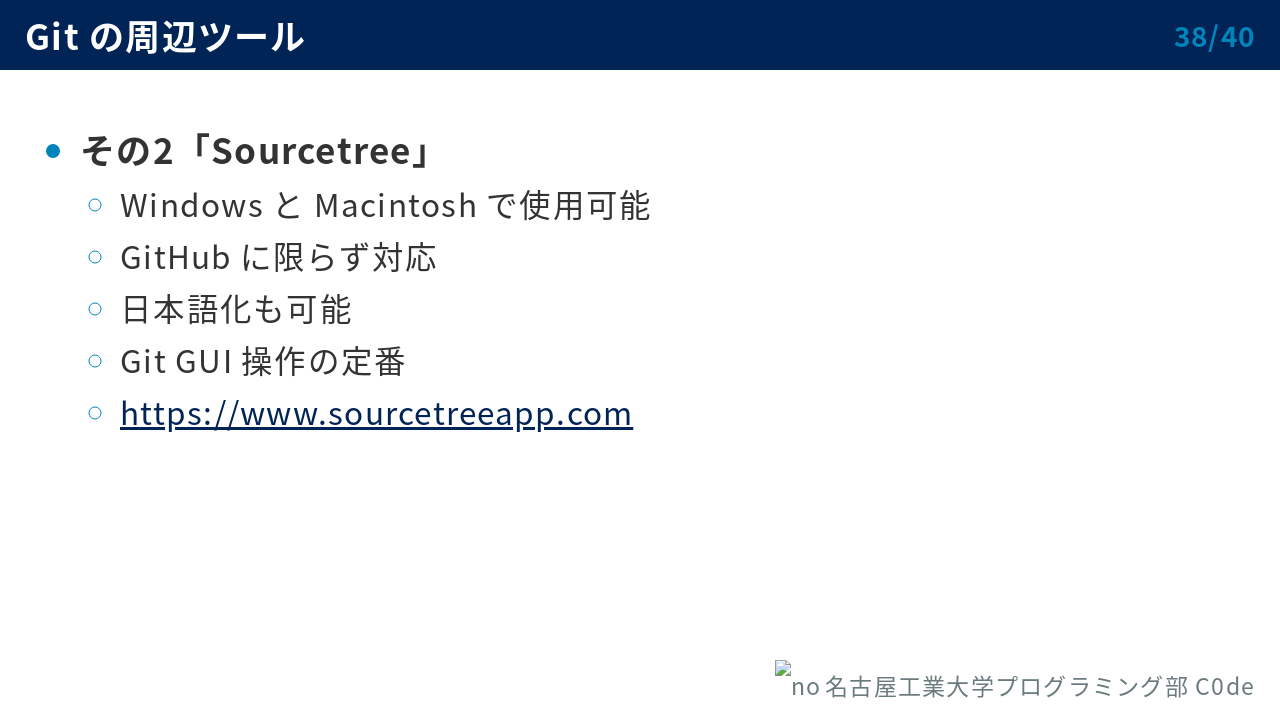 Git の周辺ツール
38/40
その2「Sourcetree」
Windows と Macintosh で使用可能
GitHub に限らず対応
日本語化も可能
Git GUI 操作の定番
https://www.sourcetreeapp.com
no 名古屋工業大学プログラミング部 C0de